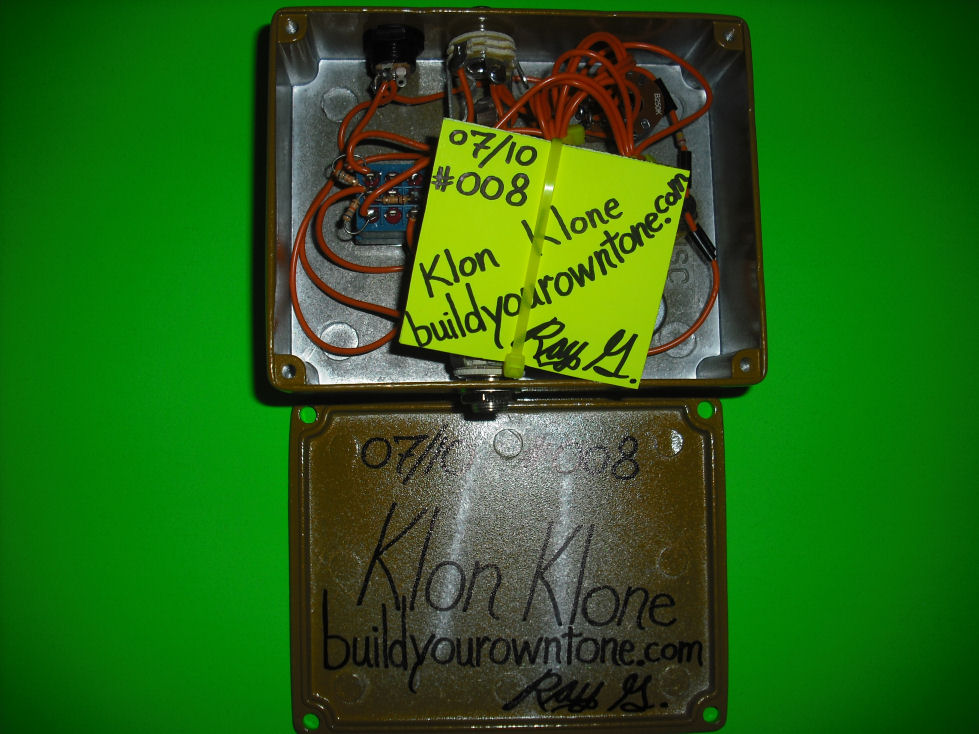 07/10
#008
Klon Klone
buildyourowntone.com
Ray G.
07/10 #008
Klon Klone
buildyourowntone.com
Ray G.